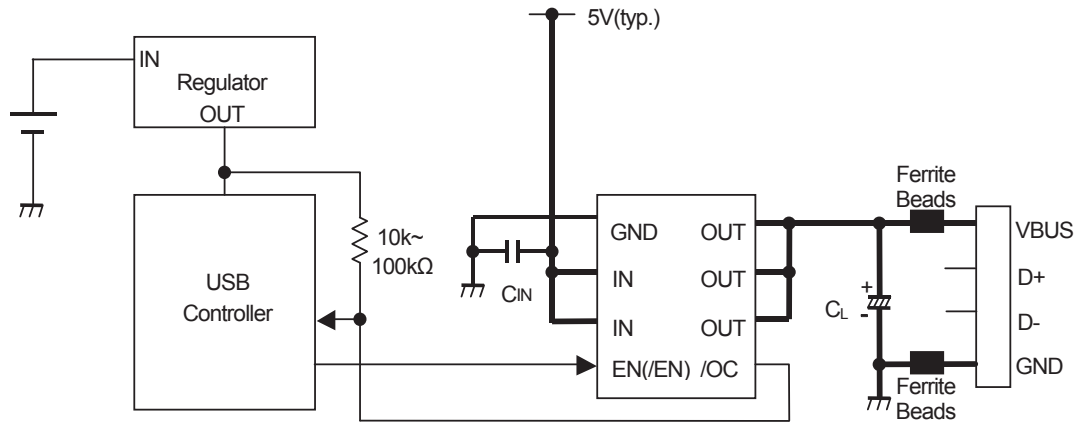 5V(typ.)
IN
Regulator
OUT
Ferrite
Beads
GND OUT
VBUS
10k~
100kΩ
USB
Controller
CIN
IN OUT
D+
IN OUT
CL
+
-
D-
EN(/EN) /OC
GND
Ferrite
Beads